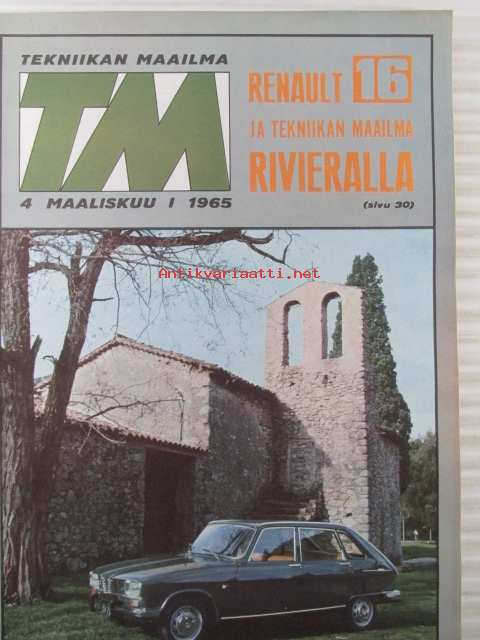 TEKNIIKAN MAAILMA
TM
4 MAALISKUU I 1965
RENAULT 16
JA TEKNIIKAN MAAILMA
RIVIERALLA
(sivu 30)
Antikvariaatti.net